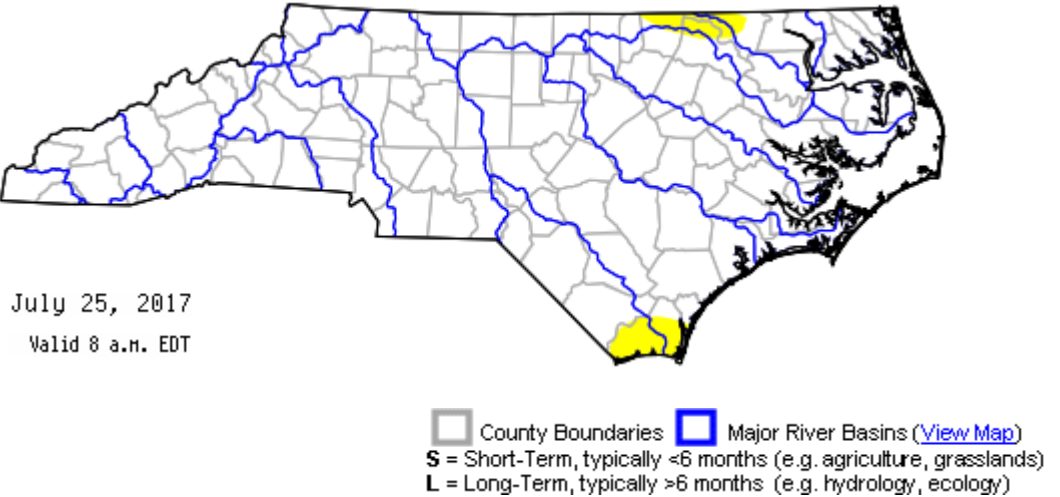 July 25, 2017
Valid 8 a.m. EDT
County Boundaries Major River Basins (View Map)
S = Short-Term, typically <6 months (e.g. agriculture, grasslands)
L = Long-Term, typically >6 months (e.g. hydrology, ecology)